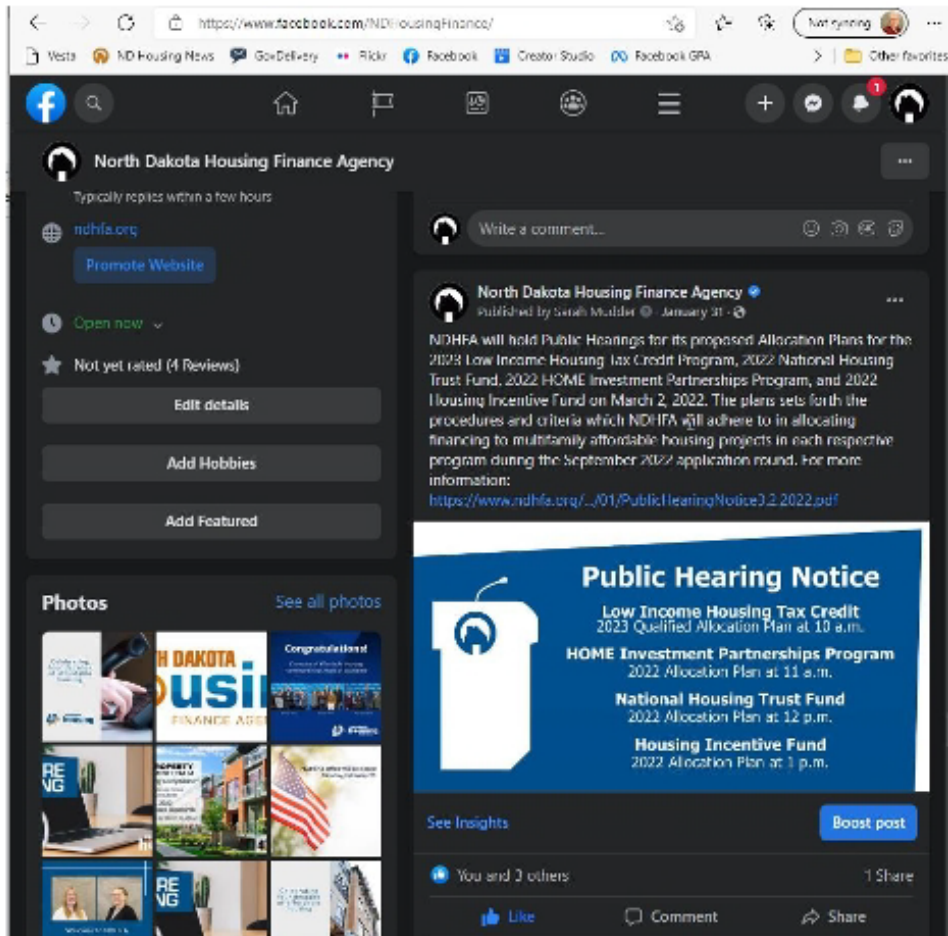 https://www.facebook.com/NDHousingFinance/
Not syncing
Vesta
ND Housing News
GovDelivery
Flickr
Facebook
Creator Studio
Facebook GPA
Other favorites
1
North Dakota Housing Finance Agency
Typically replies within a few hours
ndhfa.org
Promote Website
Open now
Not yet rated (4 Reviews)
Edit details
Add Hobbies
Add Featured
Photos
See all photos
H DAKOTA
USI
FINANCE AGE
Congratulations!
RE
NG
RE
NG
Write a comment...
North Dakota Housing Finance Agency
Published by Sarah Mudder · January 31 ·
NDHFA will hold Public Hearings for its proposed Allocation Plans for the
2023 Low Income Housing Tax Credit Program, 2022 National Housing
Trust Fund, 2022 HOME Investment Partnerships Program, and 2022
Housing Incentive Fund on March 2, 2022. The plans sets forth the
procedures and criteria which NDHFA will adhere to in allocating
financing to multifamily affordable housing projects in each respective
program during the September 2022 application round. For more
information:
https://www.ndhfa.org/.../01/PublicHearingNotice3.2.2022.pdf
Public Hearing Notice
Low Income Housing Tax Credit
2023 Qualified Allocation Plan at 10 a.m.
HOME Investment Partnerships Program
2022 Allocation Plan at 11 a.m.
National Housing Trust Fund
2022 Allocation Plan at 12 p.m.
Housing Incentive Fund
2022 Allocation Plan at 1 p.m.
See Insights
Boost post
You and 3 others
1 Share
Like
Comment
Share